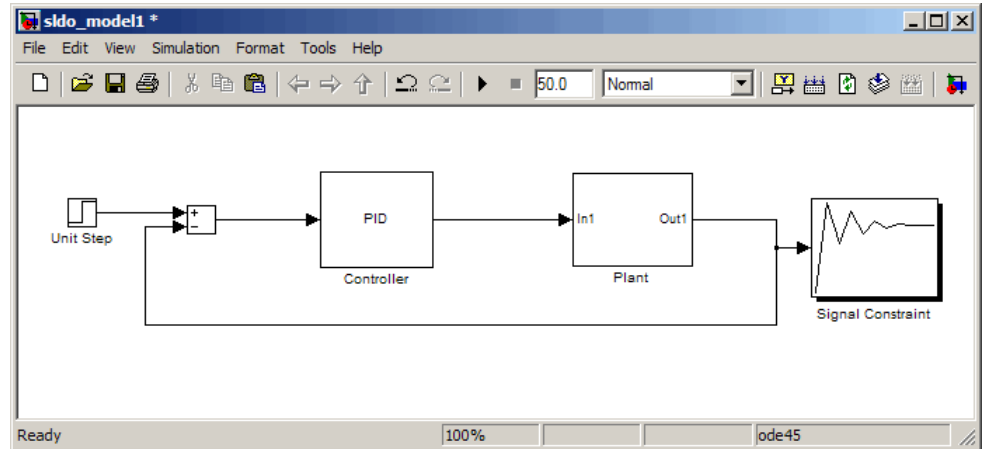 sldo_model1 *
File Edit View Simulation Format Tools Help
50.0 Normal
Unit Step
+
−
PID
Controller
In1 Out1
Plant
Signal Constraint
Ready 100% ode45